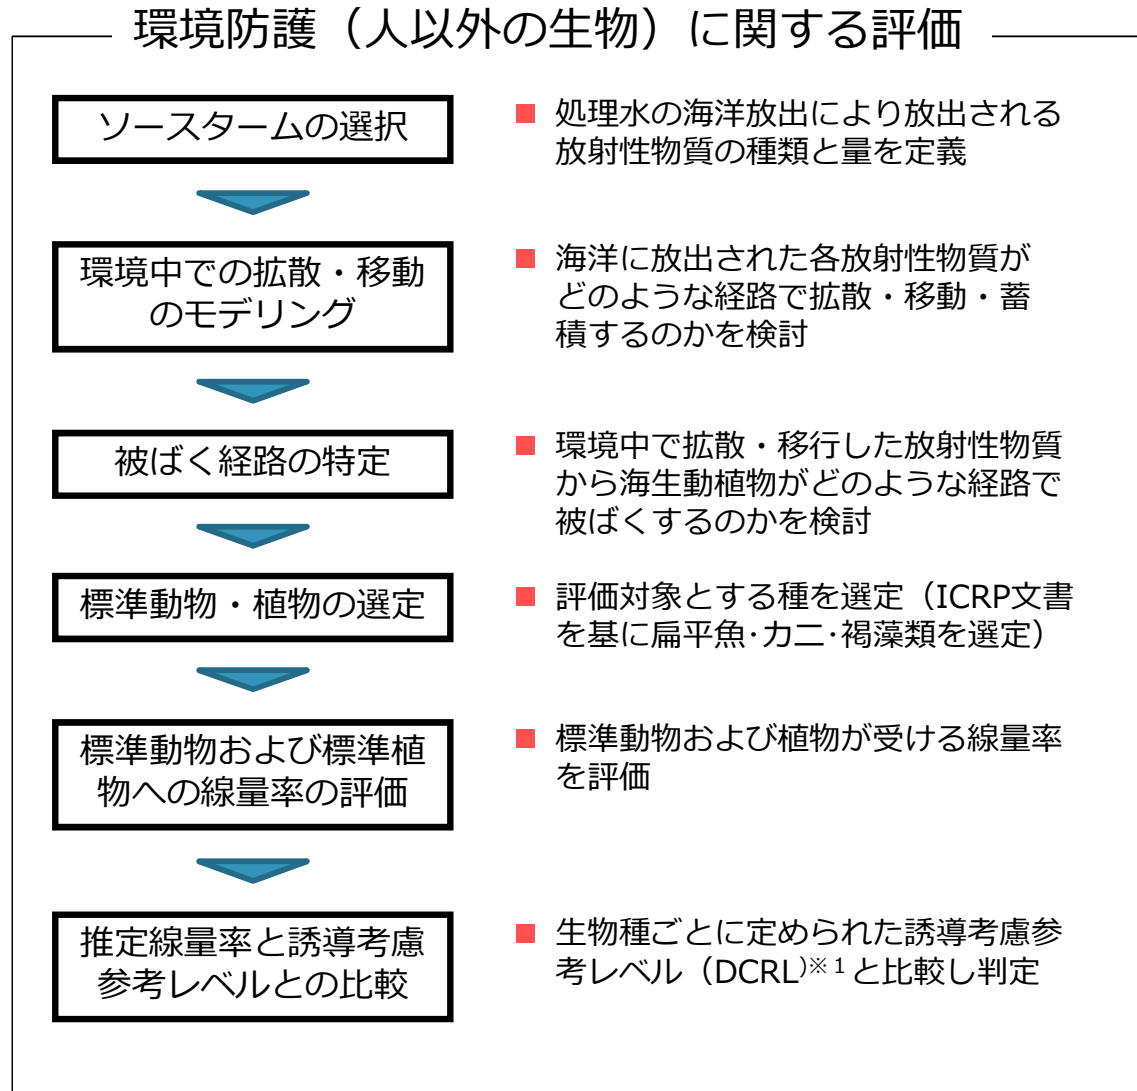 環境防護（人以外の生物）に関する評価
ソースタームの選択
■ 処理水の海洋放出により放出される
放射性物質の種類と量を定義
環境中での拡散・移動
のモデリング
■ 海洋に放出された各放射性物質が
どのような経路で拡散・移動・蓄
積するのかを検討
被ばく経路の特定
■ 環境中で拡散・移行した放射性物質
から海生動植物がどのような経路で
被ばくするのかを検討
標準動物・植物の選定
■ 評価対象とする種を選定（ICRP文書
を基に扁平魚･カニ･褐藻類を選定）
標準動物および標準植
物への線量率の評価
■ 標準動物および植物が受ける線量率
を評価
推定線量率と誘導考慮
参考レベルとの比較
■ 生物種ごとに定められた誘導考慮参
考レベル（DCRL)※１と比較し判定